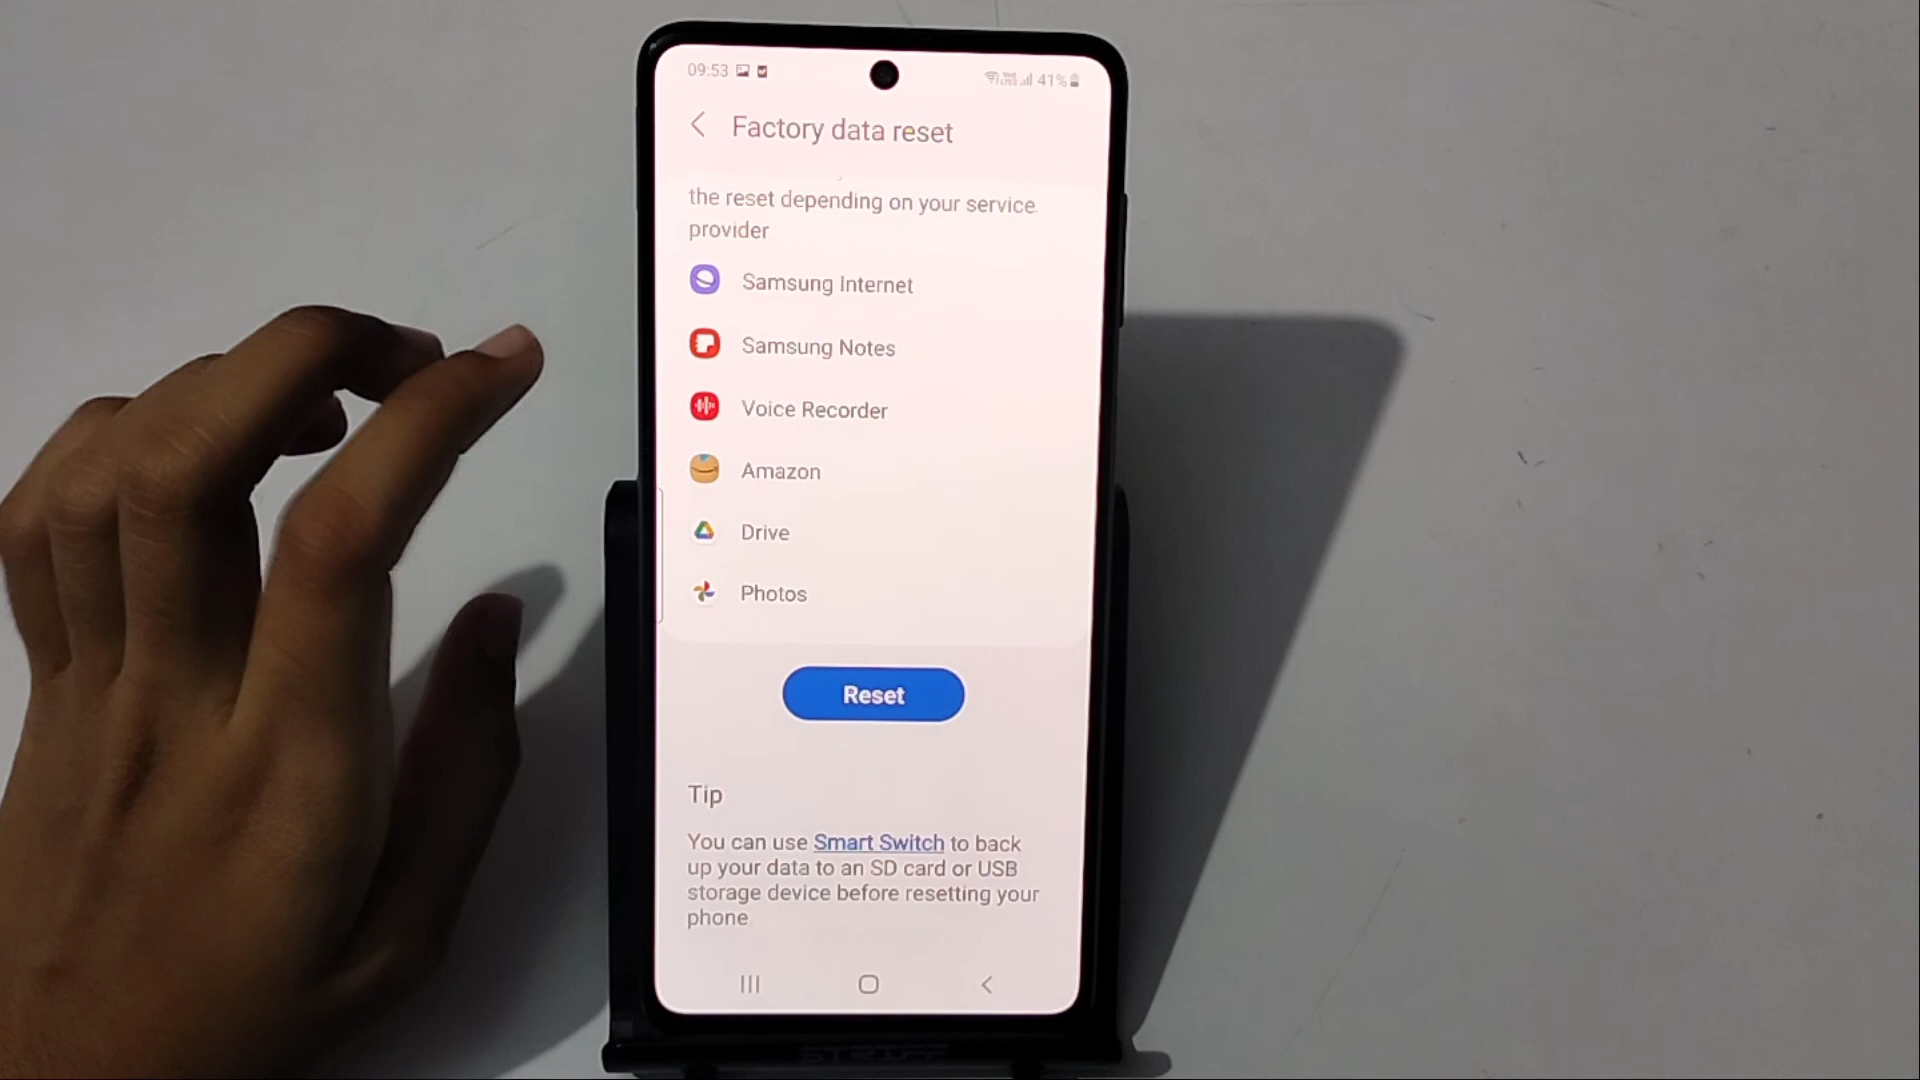 09:53
41%
Factory data reset
the reset depending on your service
provider
Samsung Internet
Samsung Notes
Voice Recorder
Amazon
Drive
Photos
Reset
Tip
You can use Smart Switch to back
up your data to an SD card or USB
storage device before resetting your
phone